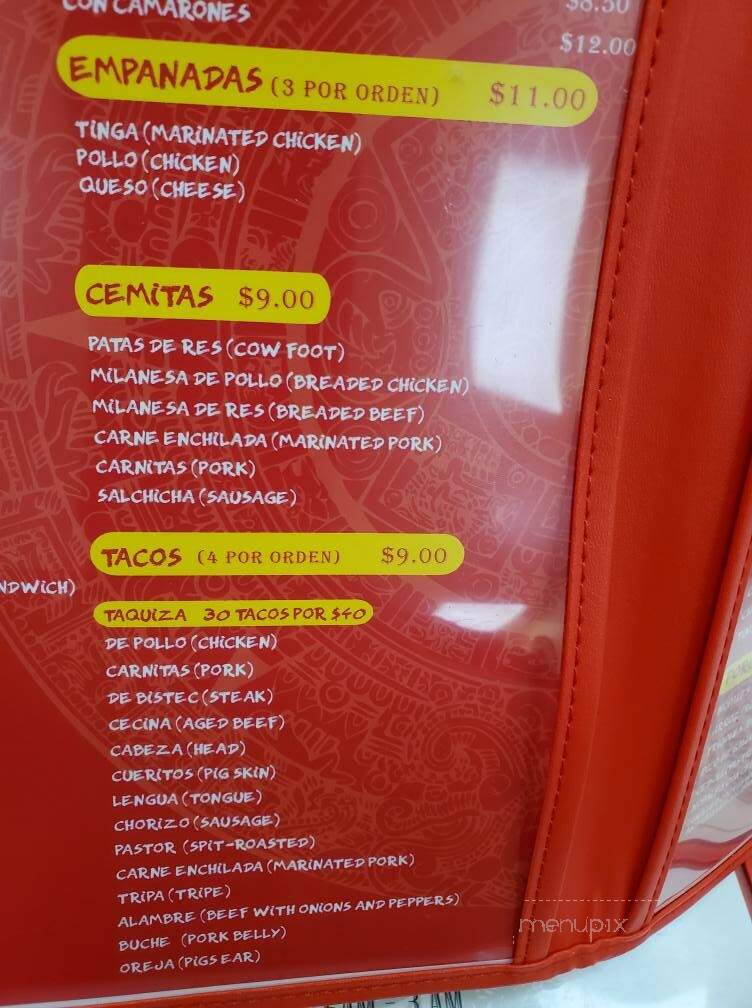 CON CAMARONES
$8.50
$12.00
EMPANADAS (3 POR ORDEN) $11.00
TINGA (MARINATED CHICKEN)
POLLO (CHICKEN)
QUESO (CHEESE)
CEMITAS $9.00
PATAS DE RES (COW FOOT)
MILANESA DE POLLO (BREADED CHICKEN)
MILANESA DE RES (BREADED BEEF)
CARNE ENCHILADA (MARINATED PORK)
CARNITAS (PORK)
SALCHICHA (SAUSAGE)
TACOS (4 POR ORDEN) $9.00
NDWICH)
TAQUIZA 30 TACOS POR $40
DE POLLO (CHICKEN)
CARNITAS (PORK)
DE BISTEC (STEAK)
CECINA (AGED BEEF)
CABEZA (HEAD)
CUERITOS (PIG SKIN)
LENGUA (TONGUE)
CHORIZO (SAUSAGE)
PASTOR (SPIT-ROASTED)
CARNE ENCHILADA (MARINATED PORK)
TRIPA (TRIPE)
ALAMBRE (BEEF WITH ONIONS AND PEPPERS)
BUCHE (PORK BELLY)
OREJA (PIGS EAR)
menupix
AM - 3 AM